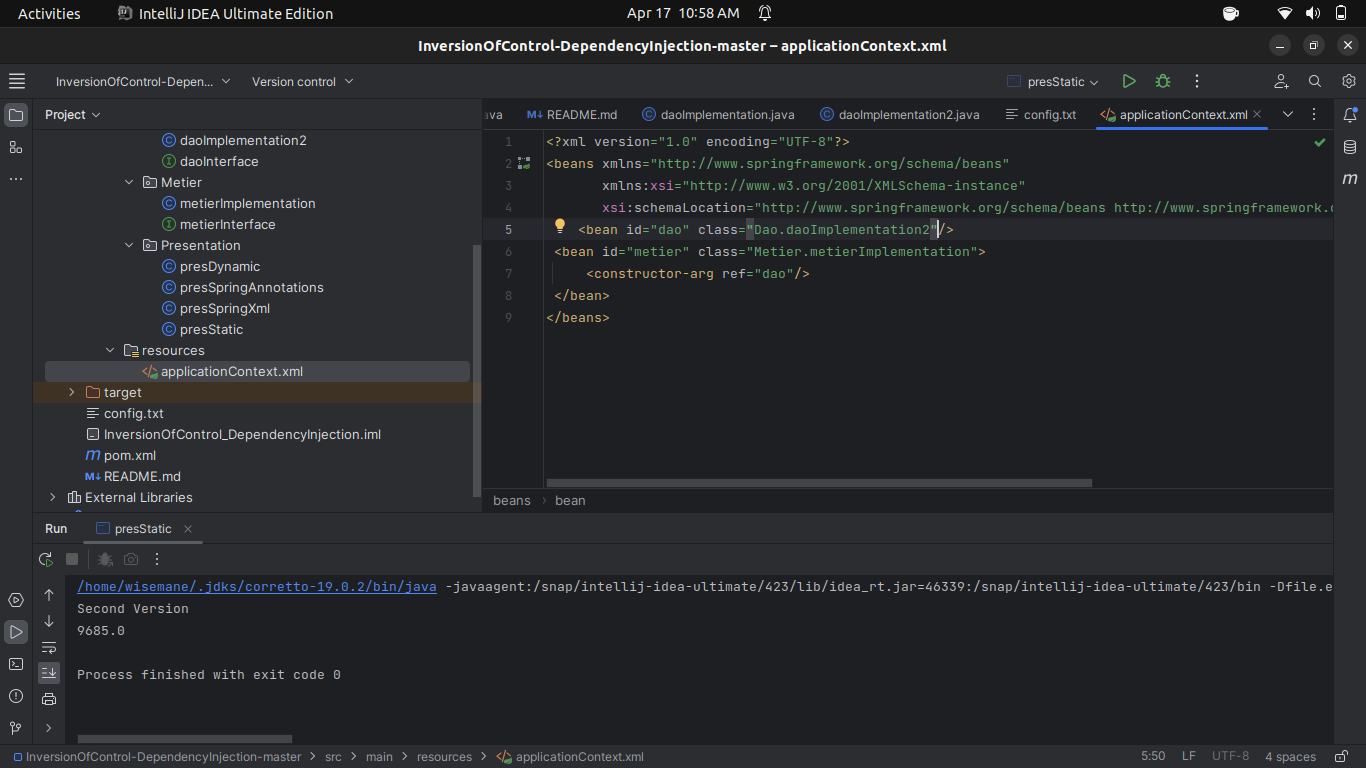 Activities
IntelliJ IDEA Ultimate Edition
Apr 17 10:58 AM
InversionOfControl-DependencyInjection-master – applicationContext.xml
InversionOfControl-Depen...
Version control
presStatic
Project
daoImplementation2
daoInterface
Metier
metierImplementation
metierInterface
Presentation
presDynamic
presSpringAnnotations
presSpringXml
presStatic
resources
applicationContext.xml
target
config.txt
InversionOfControl_DependencyInjection.iml
pom.xml
README.md
External Libraries
ava
README.md
daoImplementation.java
daoImplementation2.java
config.txt
applicationContext.xml
1 <?xml version="1.0" encoding="UTF-8"?>
2 <beans xmlns="http://www.springframework.org/schema/beans"
3 xmlns:xsi="http://www.w3.org/2001/XMLSchema-instance"
4 xsi:schemaLocation="http://www.springframework.org/schema/beans http://www.springframework.o
5 <bean id="dao" class="Dao.daoImplementation2"/>
6 <bean id="metier" class="Metier.metierImplementation">
7 <constructor-arg ref="dao"/>
8 </bean>
9 </beans>
beans > bean
Run
presStatic
/home/wisemane/.jdks/corretto-19.0.2/bin/java -javaagent:/snap/intellij-idea-ultimate/423/lib/idea_rt.jar=46339:/snap/intellij-idea-ultimate/423/bin -Dfile.e
Second Version
9685.0
Process finished with exit code 0
InversionOfControl-DependencyInjection-master > src > main > resources > applicationContext.xml
5:50 LF UTF-8 4 spaces